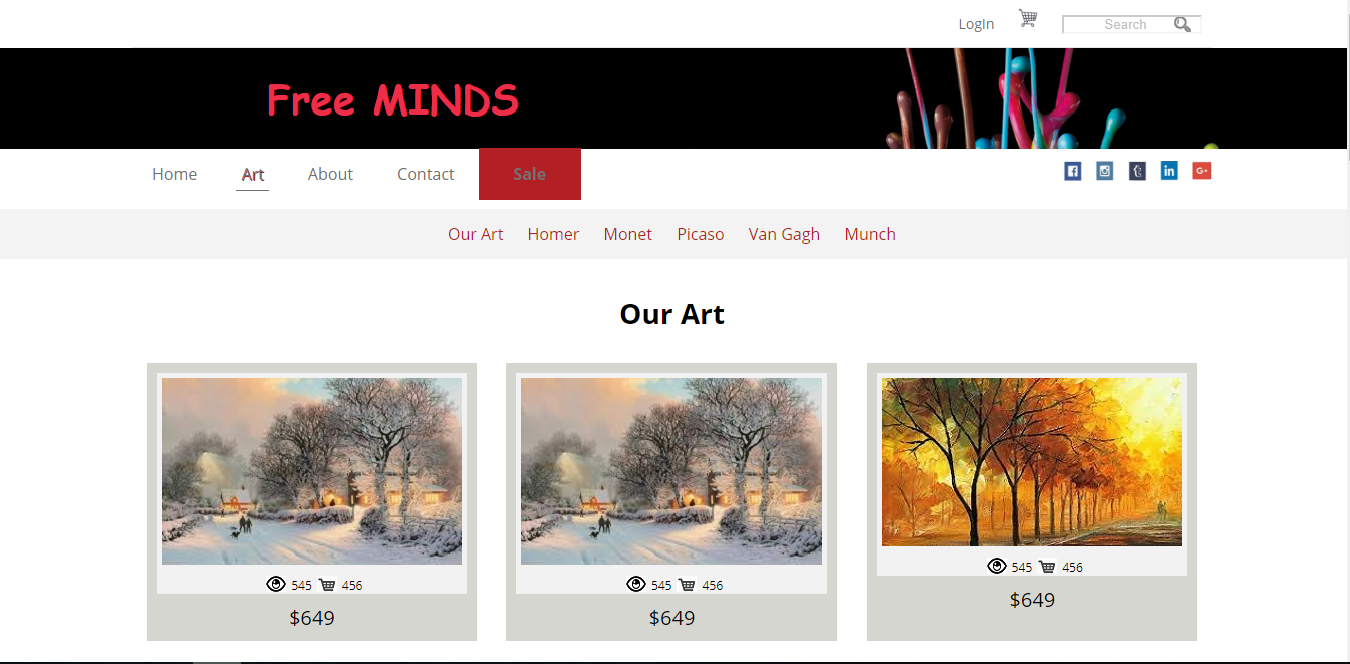 LogIn Search
Free MINDS
Home Art About Contact Sale
Our Art Homer Monet Picaso Van Gagh Munch
Our Art
545 456 545 456 545 456
$649 $649 $649